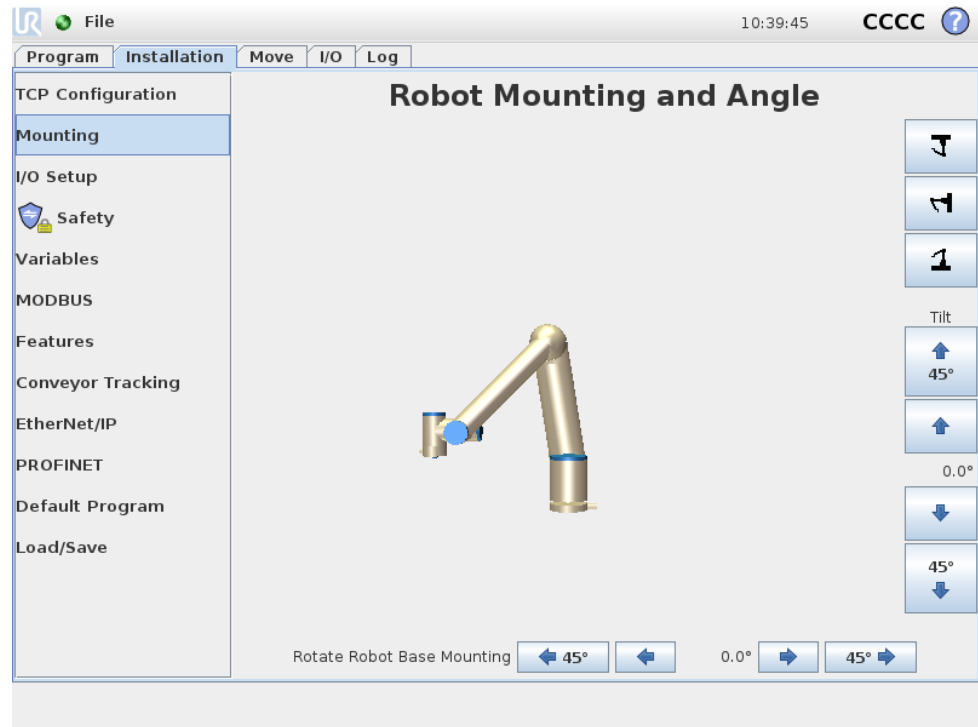 UR File 10:39:45 CCCC ?
Program Installation Move I/O Log
TCP Configuration
Mounting
I/O Setup
Safety
Variables
MODBUS
Features
Conveyor Tracking
EtherNet/IP
PROFINET
Default Program
Load/Save
Robot Mounting and Angle
Tilt
45°
0.0°
45°
Rotate Robot Base Mounting 45° 0.0° 45°